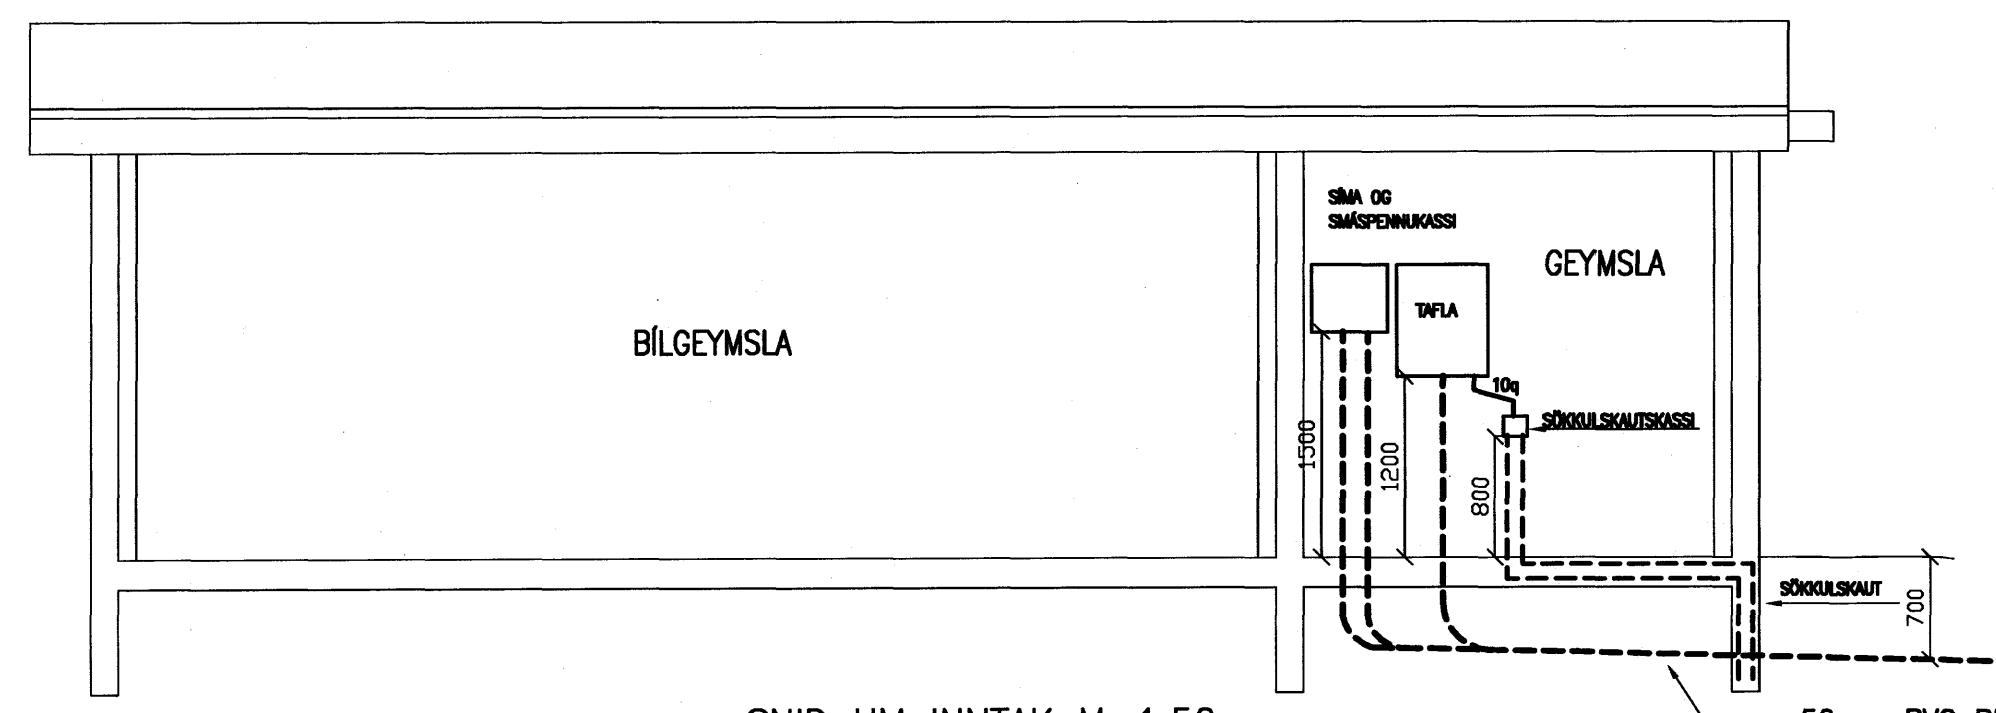 SÍMA OG
SMÁSPENNUKASSI
GEYMSLA
TAFLA
BÍLGEYMSLA
10q
SÖKKULSKAUTSKASSI
1500
1200
800
SÖKKULSKAUT
700